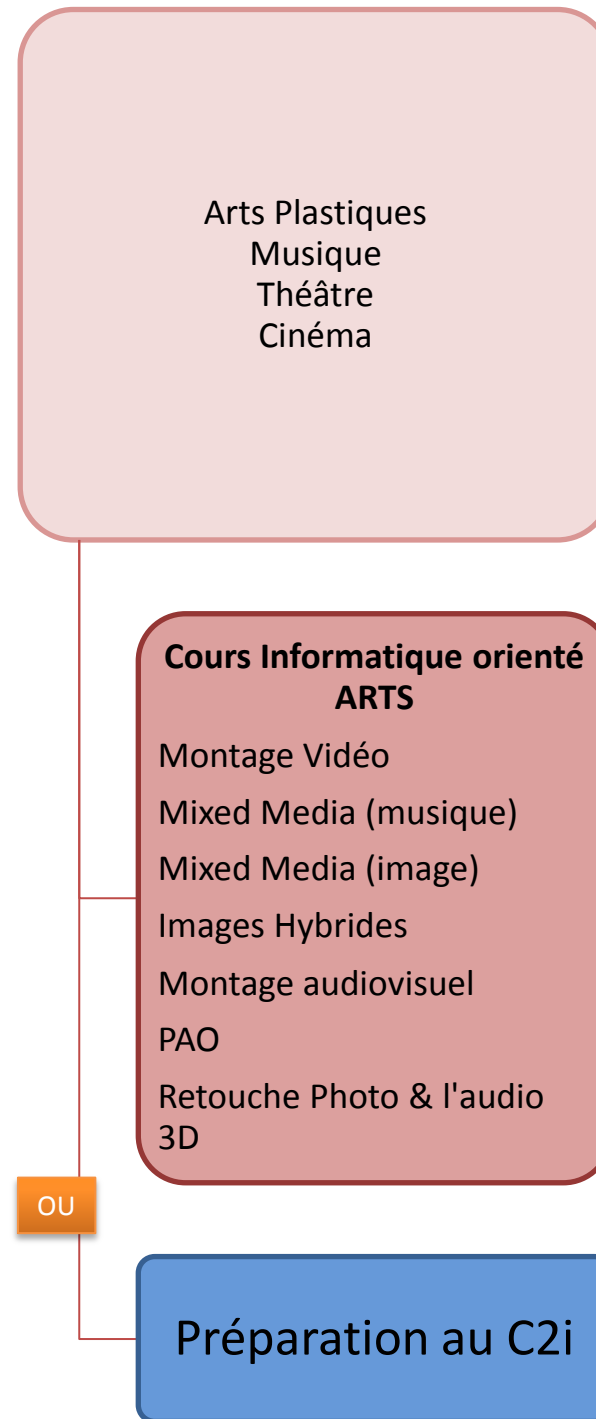 Arts Plastiques
Musique
Théâtre
Cinéma
Cours Informatique orienté
ARTS
Montage Vidéo
Mixed Media (musique)
Mixed Media (image)
Images Hybrides
Montage audiovisuel
PAO
Retouche Photo & l'audio
3D
OU
Préparation au C2i